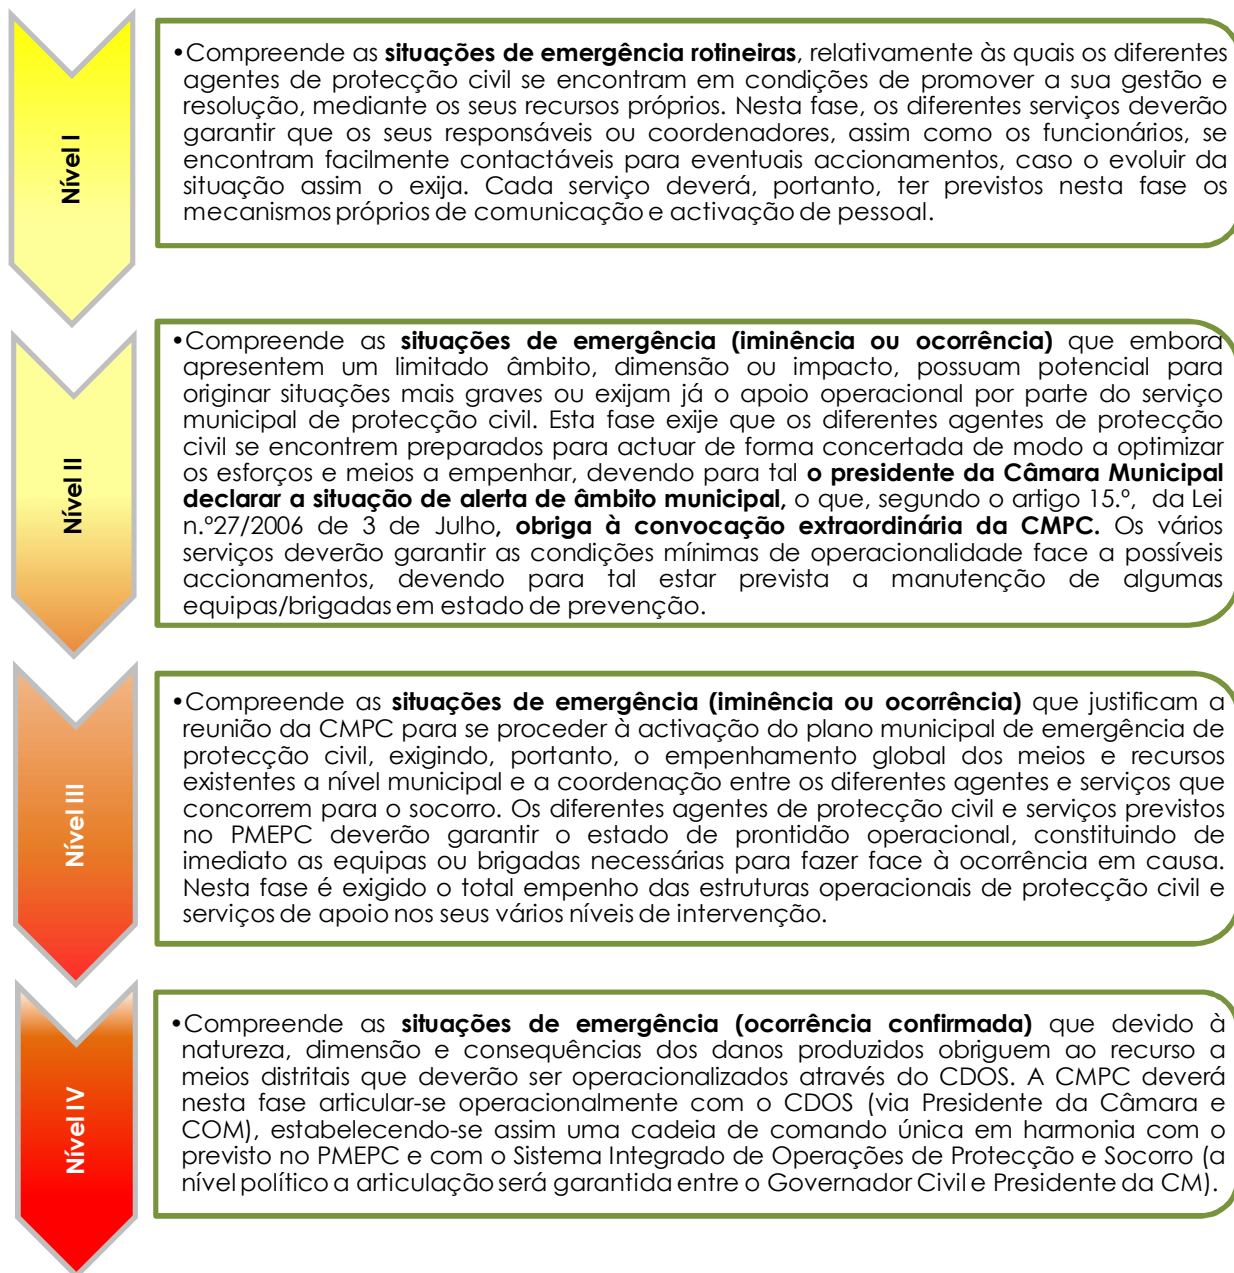 Nível I
•Compreende as situações de emergência rotineiras, relativamente às quais os diferentes
agentes de protecção civil se encontram em condições de promover a sua gestão e
resolução, mediante os seus recursos próprios. Nesta fase, os diferentes serviços deverão
garantir que os seus responsáveis ou coordenadores, assim como os funcionários, se
encontram facilmente contactáveis para eventuais accionamentos, caso o evoluir da
situação assim o exija. Cada serviço deverá, portanto, ter previstos nesta fase os
mecanismos próprios de comunicação e activação de pessoal.
Nível II
•Compreende as situações de emergência (iminência ou ocorrência) que embora
apresentem um limitado âmbito, dimensão ou impacto, possuam potencial para
originar situações mais graves ou exijam já o apoio operacional por parte do serviço
municipal de protecção civil. Esta fase exije que os diferentes agentes de protecção
civil se encontrem preparados para actuar de forma concertada de modo a optimizar
os esforços e meios a empenhar, devendo para tal o presidente da Câmara Municipal
declarar a situação de alerta de âmbito municipal, o que, segundo o artigo 15.º, da Lei
n.º27/2006 de 3 de Julho, obriga à convocação extraordinária da CMPC. Os vários
serviços deverão garantir as condições mínimas de operacionalidade face a possíveis
accionamentos, devendo para tal estar prevista a manutenção de algumas
equipas/brigadas em estado de prevenção.
Nível III
•Compreende as situações de emergência (iminência ou ocorrência) que justificam a
reunião da CMPC para se proceder à activação do plano municipal de emergência de
protecção civil, exigindo, portanto, o empenhamento global dos meios e recursos
existentes a nível municipal e a coordenação entre os diferentes agentes e serviços que
concorrem para o socorro. Os diferentes agentes de protecção civil e serviços previstos
no PMEPC deverão garantir o estado de prontidão operacional, constituindo de
imediato as equipas ou brigadas necessárias para fazer face à ocorrência em causa.
Nesta fase é exigido o total empenho das estruturas operacionais de protecção civil e
serviços de apoio nos seus vários níveis de intervenção.
Nível IV
•Compreende as situações de emergência (ocorrência confirmada) que devido à
natureza, dimensão e consequências dos danos produzidos obriguem ao recurso a
meios distritais que deverão ser operacionalizados através do CDOS. A CMPC deverá
nesta fase articular-se operacionalmente com o CDOS (via Presidente da Câmara e
COM), estabelecendo-se assim uma cadeia de comando única em harmonia com o
previsto no PMEPC e com o Sistema Integrado de Operações de Protecção e Socorro (a
nível político a articulação será garantida entre o Governador Civil e Presidente da CM).